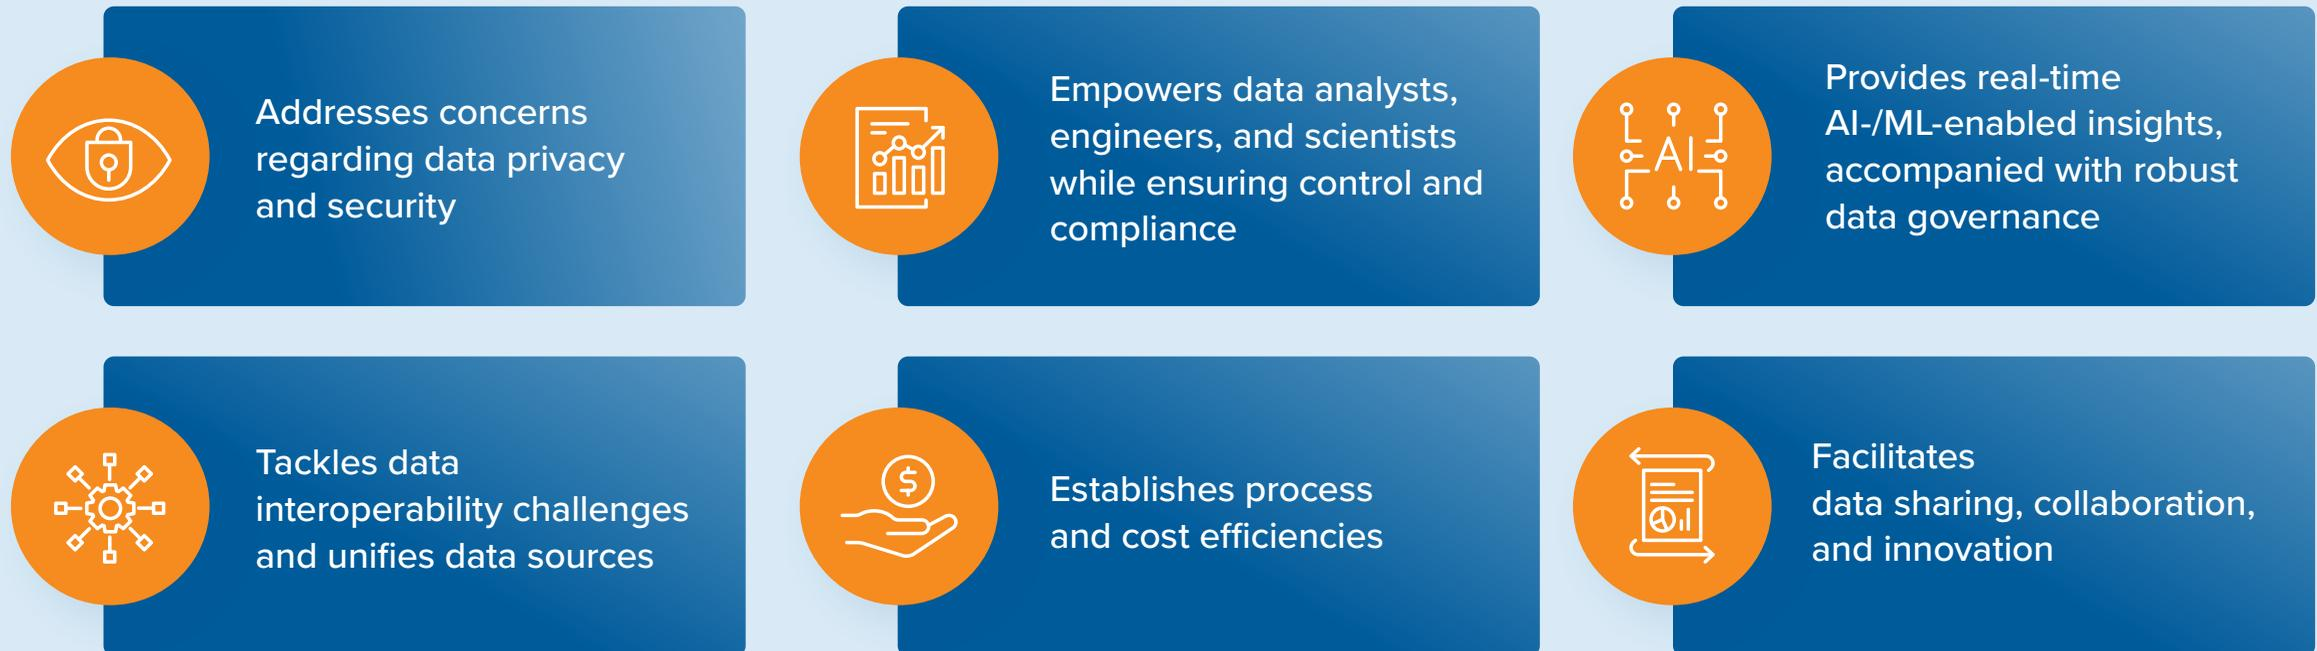 Addresses concerns
regarding data privacy
and security
Empowers data analysts,
engineers, and scientists
while ensuring control and
compliance
AI
Provides real-time
AI-/ML-enabled insights,
accompanied with robust
data governance
Tackles data
interoperability challenges
and unifies data sources
$
Establishes process
and cost efficiencies
Facilitates
data sharing, collaboration,
and innovation